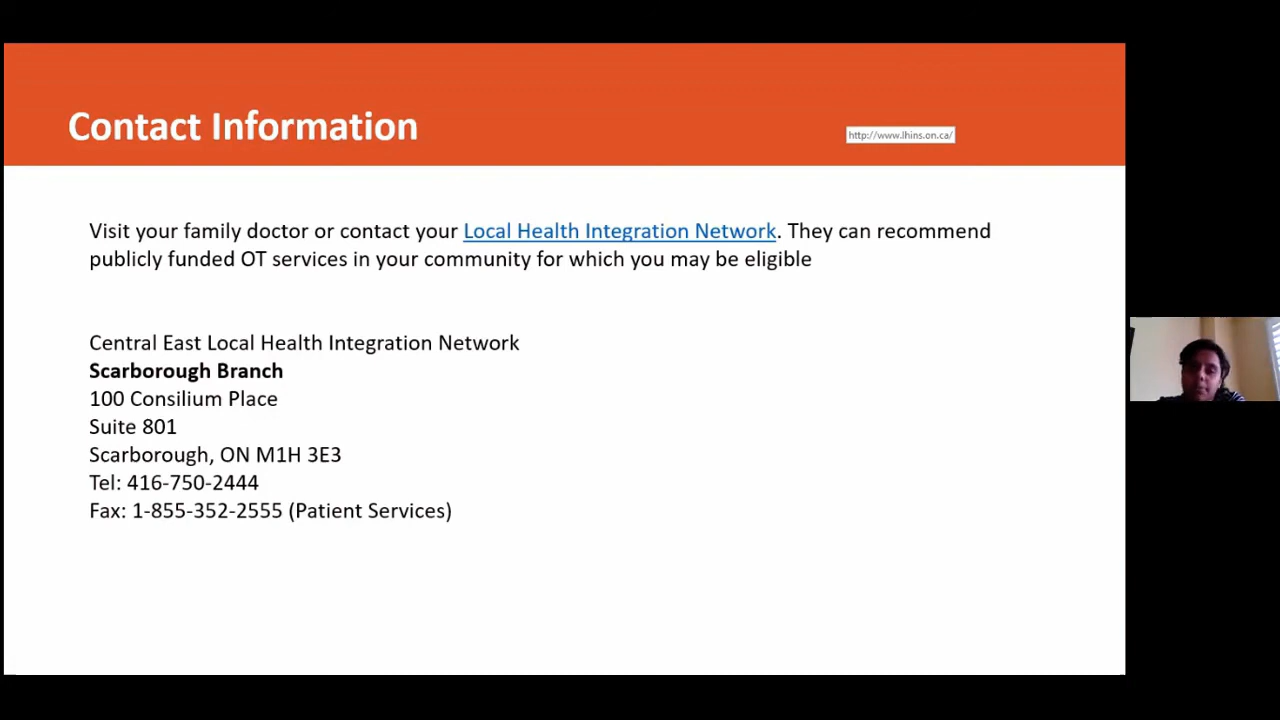 Contact Information
http://www.lhins.on.ca/
Visit your family doctor or contact your Local Health Integration Network. They can recommend
publicly funded OT services in your community for which you may be eligible
Central East Local Health Integration Network
Scarborough Branch
100 Consilium Place
Suite 801
Scarborough, ON M1H 3E3
Tel: 416-750-2444
Fax: 1-855-352-2555 (Patient Services)